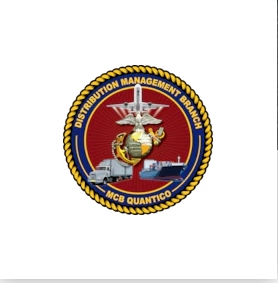 DISTRIBUTION MANAGEMENT BRANCH
MCB QUANTICO